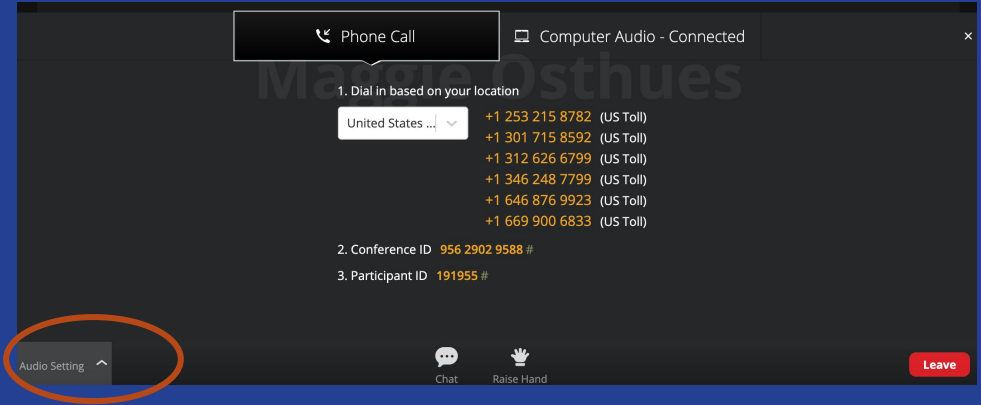 Phone Call
Computer Audio - Connected
Maggie Osthues
1. Dial in based on your location
United States ...
+1 253 215 8782 (US Toll)
+1 301 715 8592 (US Toll)
+1 312 626 6799 (US Toll)
+1 346 248 7799 (US Toll)
+1 646 876 9923 (US Toll)
+1 669 900 6833 (US Toll)
2. Conference ID 956 2902 9588 #
3. Participant ID 191955 #
Audio Setting
Chat
Raise Hand
Leave